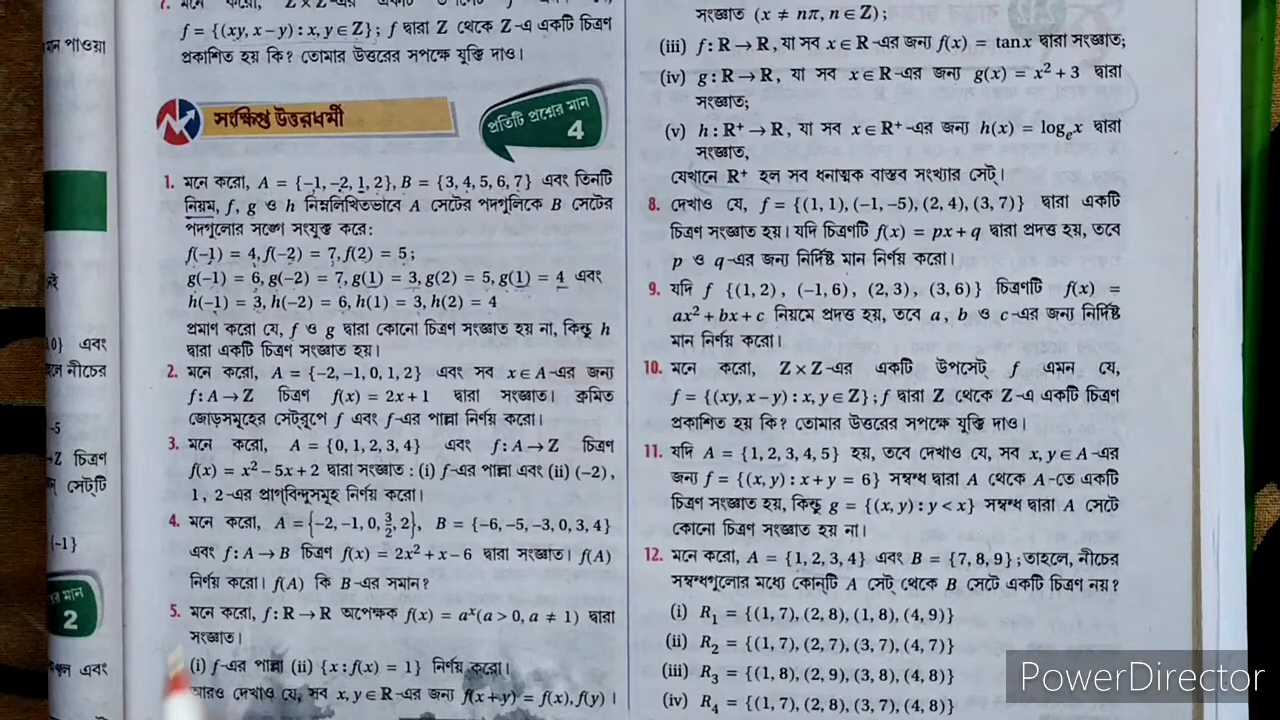 f = {(xy, x−y) : x, y∈Z}; f দ্বারা Z থেকে Z-এ একটি চিত্রণ
প্রকাশিত হয় কি? তোমার উত্তরের সপক্ষে যুক্তি দাও।
সংক্ষিপ্ত উত্তরধর্মী
প্রতিটি প্রশ্নের মান
4
1. মনে করো, A = {−1, −2, 1, 2}, B = {3, 4, 5, 6, 7} এবং তিনটি
নিয়ম, f, g ও h নিম্নলিখিতভাবে A সেটের পদগুলিকে B সেটের
পদগুলোর সঙ্গে সংযুক্ত করে:
f(−1) = 4, f(−2) = 7, f(2) = 5;
g(−1) = 6, g(−2) = 7, g(1) = 3, g(2) = 5, g(1) = 4 এবং
h(−1) = 3, h(−2) = 6, h(1) = 3, h(2) = 4
প্রমাণ করো যে, f ও g দ্বারা কোনো চিত্রণ সংজ্ঞাত হয় না, কিন্তু h
দ্বারা একটি চিত্রণ সংজ্ঞাত হয়।
2. মনে করো, A = {−2, −1, 0, 1, 2} এবং সব x∈A-এর জন্য
f : A→Z চিত্রণ f(x) = 2x+1 দ্বারা সংজ্ঞাত। ক্রমিত
জোড়সমূহের সেট্‌রূপে f এবং f-এর পাল্লা নির্ণয় করো।
3. মনে করো, A = {0, 1, 2, 3, 4} এবং f : A→Z চিত্রণ
f(x) = x² − 5x + 2 দ্বারা সংজ্ঞাত : (i) f-এর পাল্লা এবং (ii) (−2),
1, 2-এর প্রাগ্‌বিন্দুসমূহ নির্ণয় করো।
4. মনে করো, A = {−2, −1, 0, 3/2, 2}, B = {−6, −5, −3, 0, 3, 4}
এবং f : A→B চিত্রণ f(x) = 2x² + x − 6 দ্বারা সংজ্ঞাত। f(A)
নির্ণয় করো। f(A) কি B-এর সমান?
5. মনে করো, f : R→R অপেক্ষক f(x) = aˣ(a > 0, a ≠ 1) দ্বারা
সংজ্ঞাত।
(i) f-এর পাল্লা (ii) {x : f(x) = 1} নির্ণয় করো।
আরও দেখাও যে, সব x, y∈R-এর জন্য f(x+y) = f(x), f(y)।
সংজ্ঞাত (x ≠ nπ, n∈Z);
(iii) f : R→R, যা সব x∈R-এর জন্য f(x) = tanx দ্বারা সংজ্ঞাত;
(iv) g : R→R, যা সব x∈R-এর জন্য g(x) = x² + 3 দ্বারা
সংজ্ঞাত;
(v) h : R⁺→R, যা সব x∈R⁺-এর জন্য h(x) = logₑx দ্বারা
সংজ্ঞাত,
যেখানে R⁺ হল সব ধনাত্মক বাস্তব সংখ্যার সেট্‌।
8. দেখাও যে, f = {(1, 1), (−1, −5), (2, 4), (3, 7)} দ্বারা একটি
চিত্রণ সংজ্ঞাত হয়। যদি চিত্রণটি f(x) = px + q দ্বারা প্রদত্ত হয়, তবে
p ও q-এর জন্য নির্দিষ্ট মান নির্ণয় করো।
9. যদি f {(1, 2), (−1, 6), (2, 3), (3, 6)} চিত্রণটি f(x) =
ax² + bx + c নিয়মে প্রদত্ত হয়, তবে a, b ও c-এর জন্য নির্দিষ্ট
মান নির্ণয় করো।
10. মনে করো, Z×Z-এর একটি উপসেট্‌ f এমন যে,
f = {(xy, x−y) : x, y∈Z}; f দ্বারা Z থেকে Z-এ একটি চিত্রণ
প্রকাশিত হয় কি? তোমার উত্তরের সপক্ষে যুক্তি দাও।
11. যদি A = {1, 2, 3, 4, 5} হয়, তবে দেখাও যে, সব x, y∈A-এর
জন্য f = {(x, y) : x + y = 6} সম্বন্ধ দ্বারা A থেকে A-তে একটি
চিত্রণ সংজ্ঞাত হয়, কিন্তু g = {(x, y) : y < x} সম্বন্ধ দ্বারা A সেটে
কোনো চিত্রণ সংজ্ঞাত হয় না।
12. মনে করো, A = {1, 2, 3, 4} এবং B = {7, 8, 9}; তাহলে, নীচের
সম্বন্ধগুলোর মধ্যে কোন্‌টি A সেট্‌ থেকে B সেটে একটি চিত্রণ নয়?
(i) R₁ = {(1, 7), (2, 8), (1, 8), (4, 9)}
(ii) R₂ = {(1, 7), (2, 7), (3, 7), (4, 7)}
(iii) R₃ = {(1, 8), (2, 9), (3, 8), (4, 8)}
(iv) R₄ = {(1, 7), (2, 8), (3, 7), (4, 8)}
PowerDirector